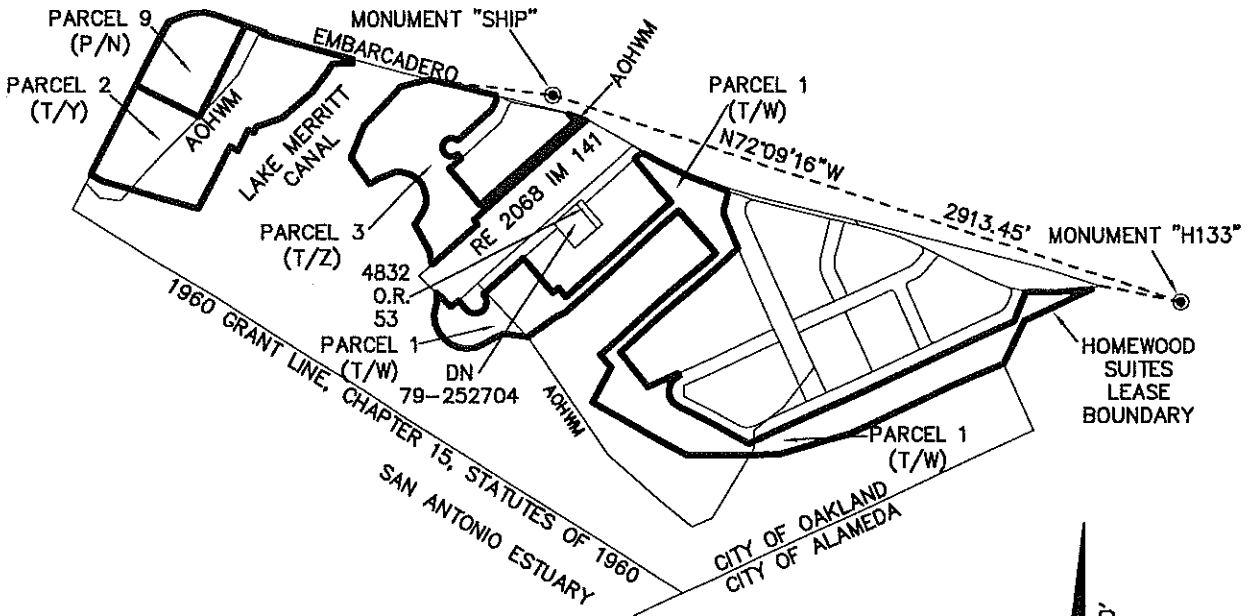 PARCEL 9
(P/N)
MONUMENT "SHIP"
EMBARCADERO
AOHWM
PARCEL 2
(T/Y)
AOHWM
LAKE MERRITT
CANAL
PARCEL 1
(T/W)
N72°09'16"W
2913.45'
MONUMENT "H133"
RE 2068 IM 141
PARCEL 3
(T/Z)
4832
O.R.
53
1960 GRANT LINE, CHAPTER 15, STATUTES OF 1960
PARCEL 1
(T/W)
DN
79-252704
AOHWM
HOMEWOOD
SUITES
LEASE
BOUNDARY
PARCEL 1
(T/W)
SAN ANTONIO ESTUARY
CITY OF OAKLAND
CITY OF ALAMEDA